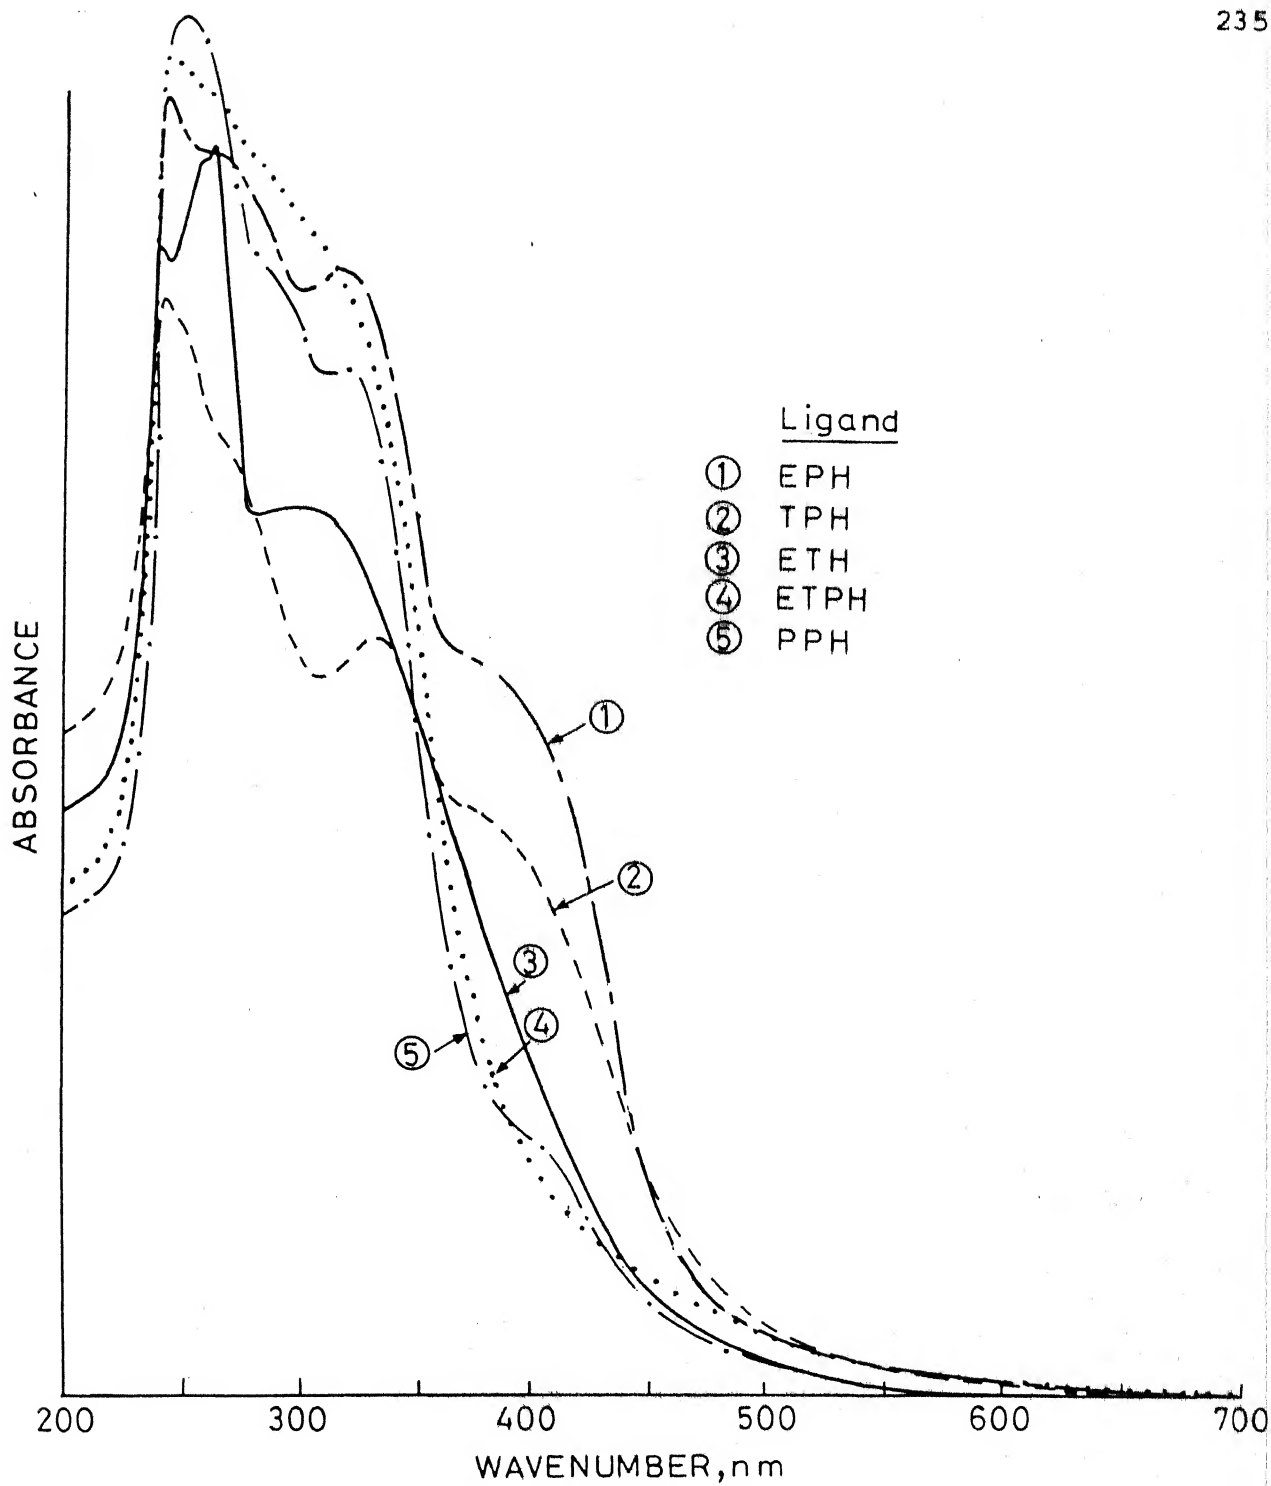 235
Ligand
① EPH
② TPH
③ ETH
④ ETPH
⑤ PPH
①
②
③
④
⑤
ABSORBANCE
200 300 400 500 600 700
WAVENUMBER,nm